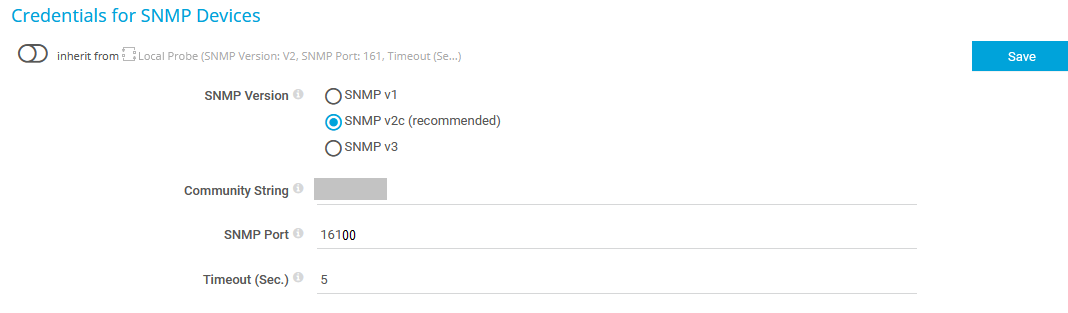 Credentials for SNMP Devices
inherit from Local Probe (SNMP Version: V2, SNMP Port: 161, Timeout (Se...)
Save
SNMP Version
SNMP v1
SNMP v2c (recommended)
SNMP v3
Community String
SNMP Port 16100
Timeout (Sec.) 5